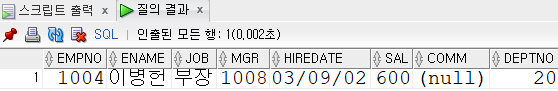 스크립트 출력 x 질의 결과 x
SQL | 인출된 모든 행: 1(0,002초)
EMPNO ENAME JOB MGR HIREDATE SAL COMM DEPTNO
1 1004 이병헌 부장 1008 03/09/02 600 (null) 20